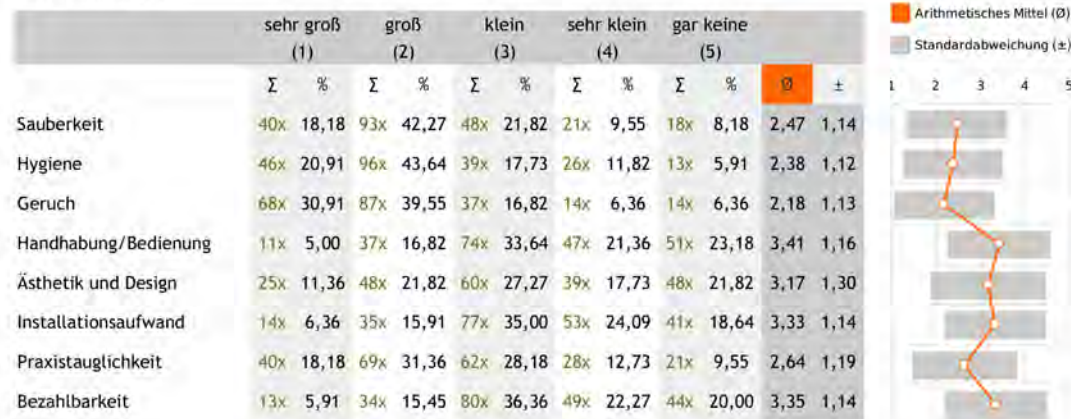 sehr groß groß klein sehr klein gar keine
(1) (2) (3) (4) (5)
Σ % Σ % Σ % Σ % Σ % Ø ±
Sauberkeit 40x 18,18 93x 42,27 48x 21,82 21x 9,55 18x 8,18 2,47 1,14
Hygiene 46x 20,91 96x 43,64 39x 17,73 26x 11,82 13x 5,91 2,38 1,12
Geruch 68x 30,91 87x 39,55 37x 16,82 14x 6,36 14x 6,36 2,18 1,13
Handhabung/Bedienung 11x 5,00 37x 16,82 74x 33,64 47x 21,36 51x 23,18 3,41 1,16
Ästhetik und Design 25x 11,36 48x 21,82 60x 27,27 39x 17,73 48x 21,82 3,17 1,30
Installationsaufwand 14x 6,36 35x 15,91 77x 35,00 53x 24,09 41x 18,64 3,33 1,14
Praxistauglichkeit 40x 18,18 69x 31,36 62x 28,18 28x 12,73 21x 9,55 2,64 1,19
Bezahlbarkeit 13x 5,91 34x 15,45 80x 36,36 49x 22,27 44x 20,00 3,35 1,14
Arithmetisches Mittel (Ø)
Standardabweichung (±)
1 2 3 4 5